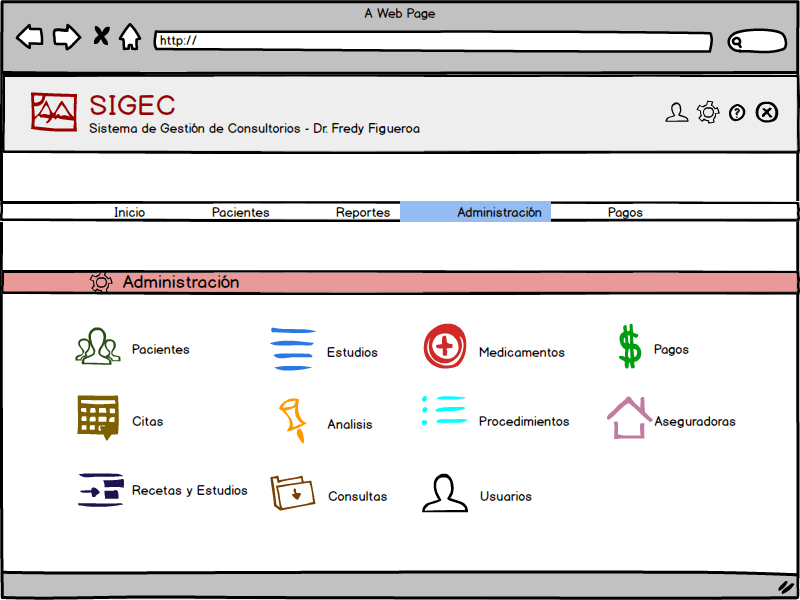 A Web Page
http://
SIGEC
Sistema de Gestión de Consultorios - Dr. Fredy Figueroa
Inicio Pacientes Reportes Administración Pagos
Administración
Pacientes Estudios Medicamentos Pagos
Citas Analisis Procedimientos Aseguradoras
Recetas y Estudios Consultas Usuarios